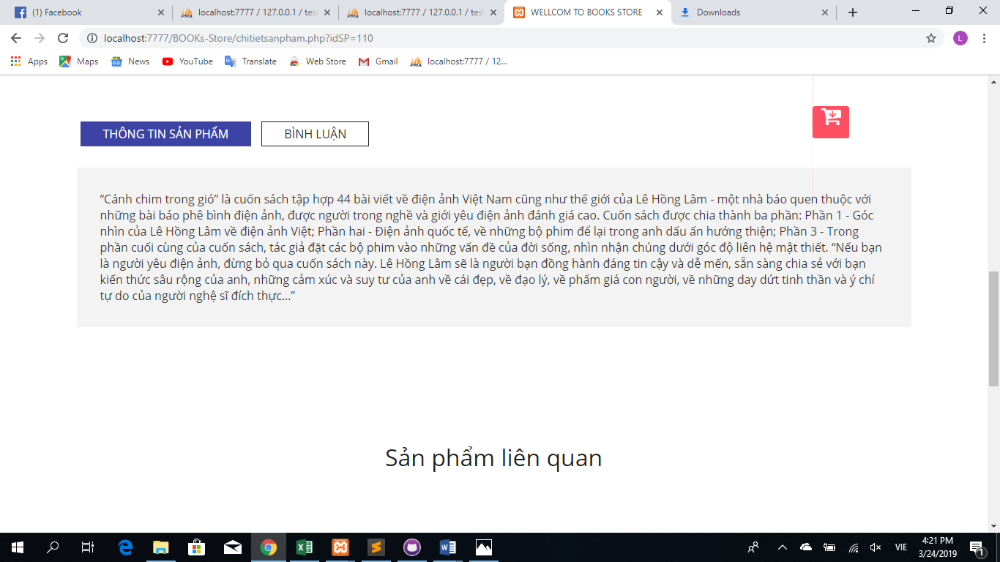 (1) Facebook
localhost:7777 / 127.0.0.1 / tes
localhost:7777 / 127.0.0.1 / tes
WELLCOM TO BOOKS STORE
Downloads
localhost:7777/BOOKs-Store/chitietsanpham.php?idSP=110
L
Apps
Maps
News
YouTube
Translate
Web Store
Gmail
localhost:7777 / 12...
THÔNG TIN SẢN PHẨM
BÌNH LUẬN
“Cánh chim trong gió” là cuốn sách tập hợp 44 bài viết về điện ảnh Việt Nam cũng như thế giới của Lê Hồng Lâm - một nhà báo quen thuộc với
những bài báo phê bình điện ảnh, được người trong nghề và giới yêu điện ảnh đánh giá cao. Cuốn sách được chia thành ba phần: Phần 1 - Góc
nhìn của Lê Hồng Lâm về điện ảnh Việt; Phần hai - Điện ảnh quốc tế, về những bộ phim để lại trong anh dấu ấn hướng thiện; Phần 3 - Trong
phần cuối cùng của cuốn sách, tác giả đặt các bộ phim vào những vấn đề của đời sống, nhìn nhận chúng dưới góc độ liên hệ mật thiết. “Nếu bạn
là người yêu điện ảnh, đừng bỏ qua cuốn sách này. Lê Hồng Lâm sẽ là người bạn đồng hành đáng tin cậy và dễ mến, sẵn sàng chia sẻ với bạn
kiến thức sâu rộng của anh, những cảm xúc và suy tư của anh về cái đẹp, về đạo lý, về phẩm giá con người, về những day dứt tinh thần và ý chí
tự do của người nghệ sĩ đích thực...”
Sản phẩm liên quan
VIE
4:21 PM
3/24/2019
1